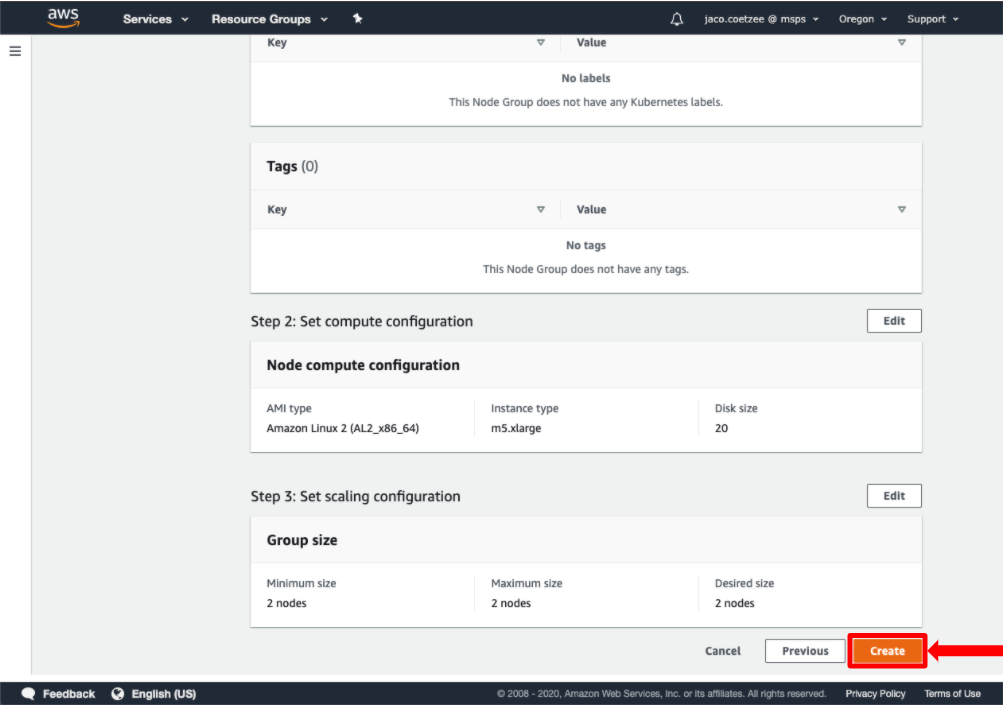 aws Services Resource Groups jaco.coetzee @ msps Oregon Support
Key Value
No labels
This Node Group does not have any Kubernetes labels.
Tags (0)
Key Value
No tags
This Node Group does not have any tags.
Step 2: Set compute configuration Edit
Node compute configuration
AMI type Instance type Disk size
Amazon Linux 2 (AL2_x86_64) m5.xlarge 20
Step 3: Set scaling configuration Edit
Group size
Minimum size Maximum size Desired size
2 nodes 2 nodes 2 nodes
Cancel Previous Create
Feedback English (US) © 2008 - 2020, Amazon Web Services, Inc. or its affiliates. All rights reserved. Privacy Policy Terms of Use